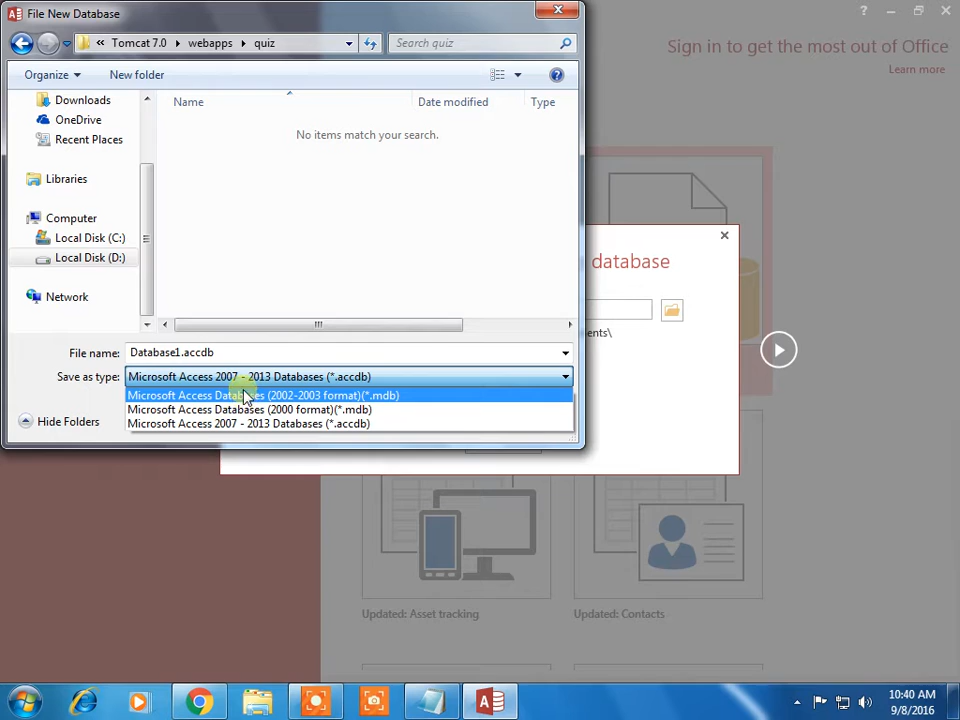 File New Database
Sign in to get the most out of Office
Learn more
« Tomcat 7.0 webapps quiz
Search quiz
Organize
New folder
Name
Date modified
Type
Downloads
No items match your search.
OneDrive
Recent Places
Libraries
Computer
Local Disk (C:)
Local Disk (D:)
database
Network
ents\
File name:
Database1.accdb
Save as type:
Microsoft Access 2007 - 2013 Databases (*.accdb)
Microsoft Access Databases (2002-2003 format)(*.mdb)
Microsoft Access Databases (2000 format)(*.mdb)
Microsoft Access 2007 - 2013 Databases (*.accdb)
Hide Folders
Updated: Asset tracking
Updated: Contacts
10:40 AM
9/8/2016